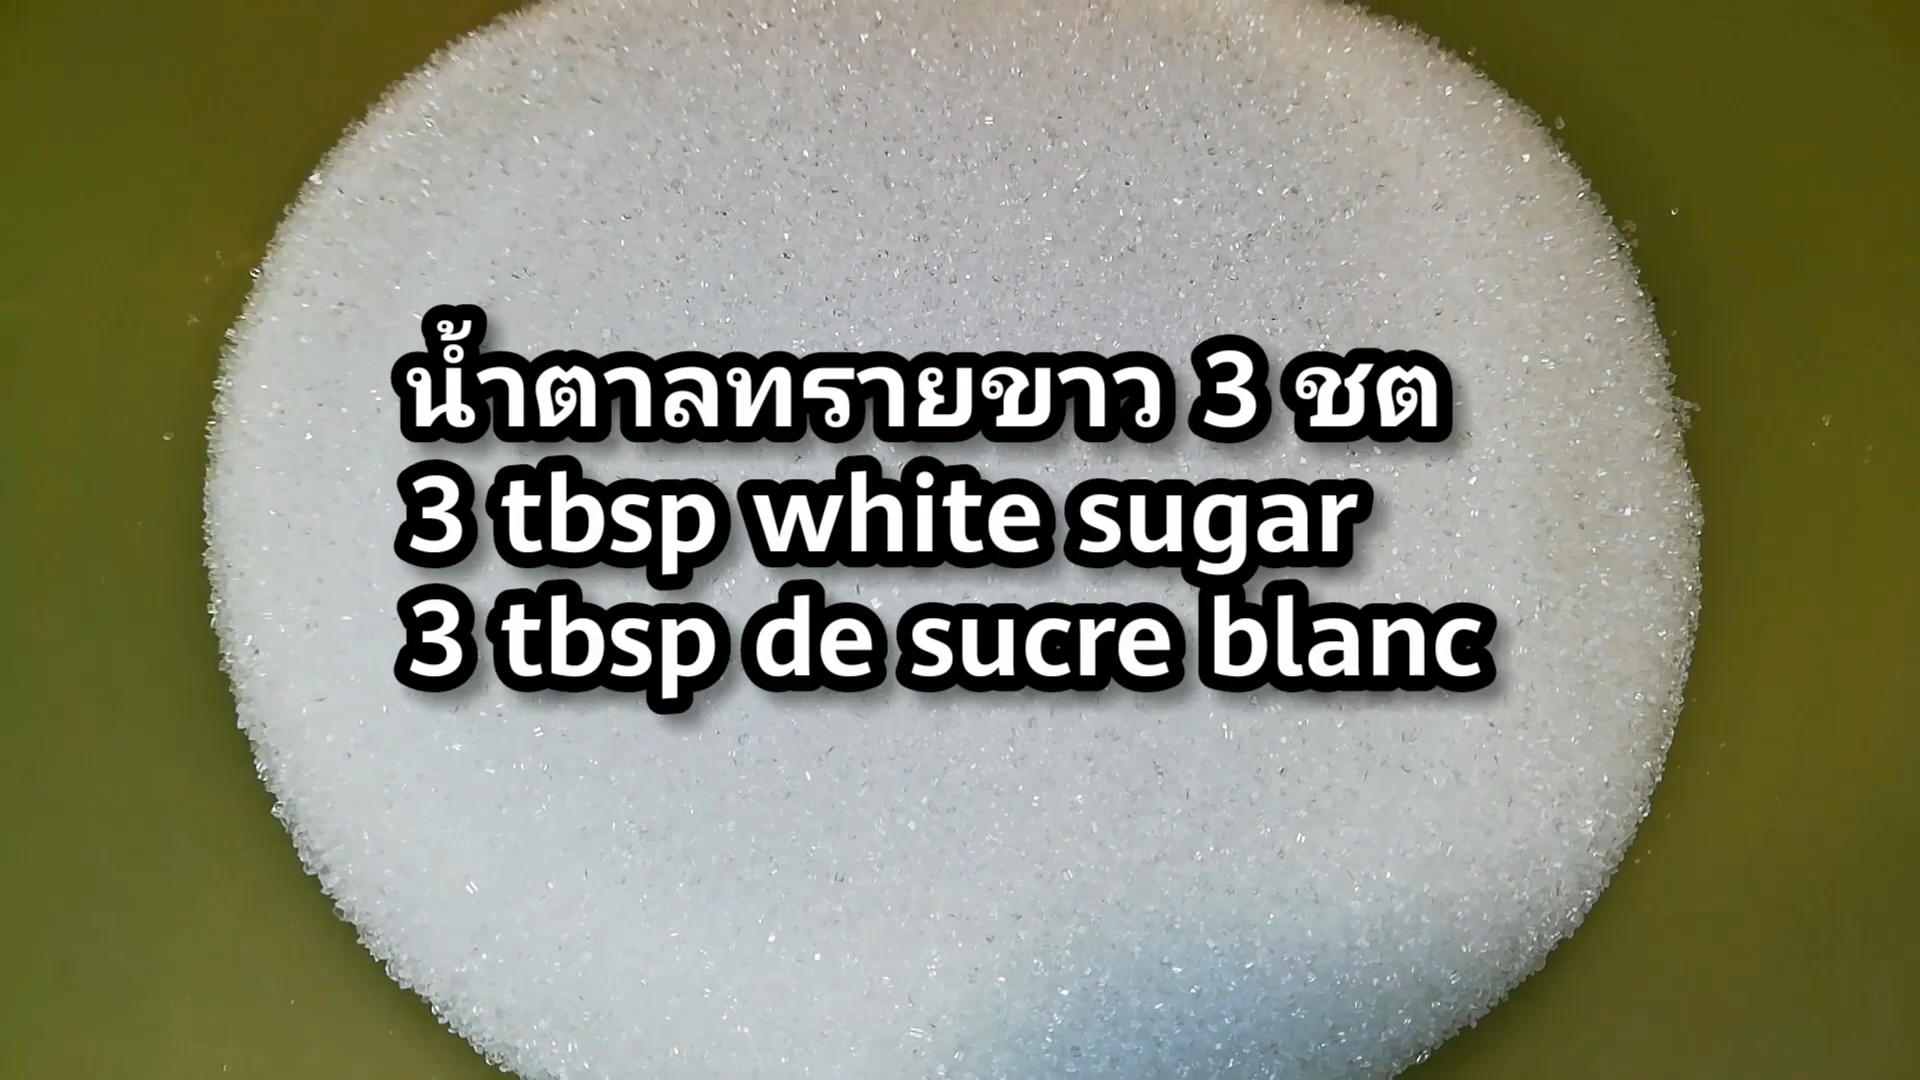 น้ำตาลทรายขาว 3 ชต
3 tbsp white sugar
3 tbsp de sucre blanc